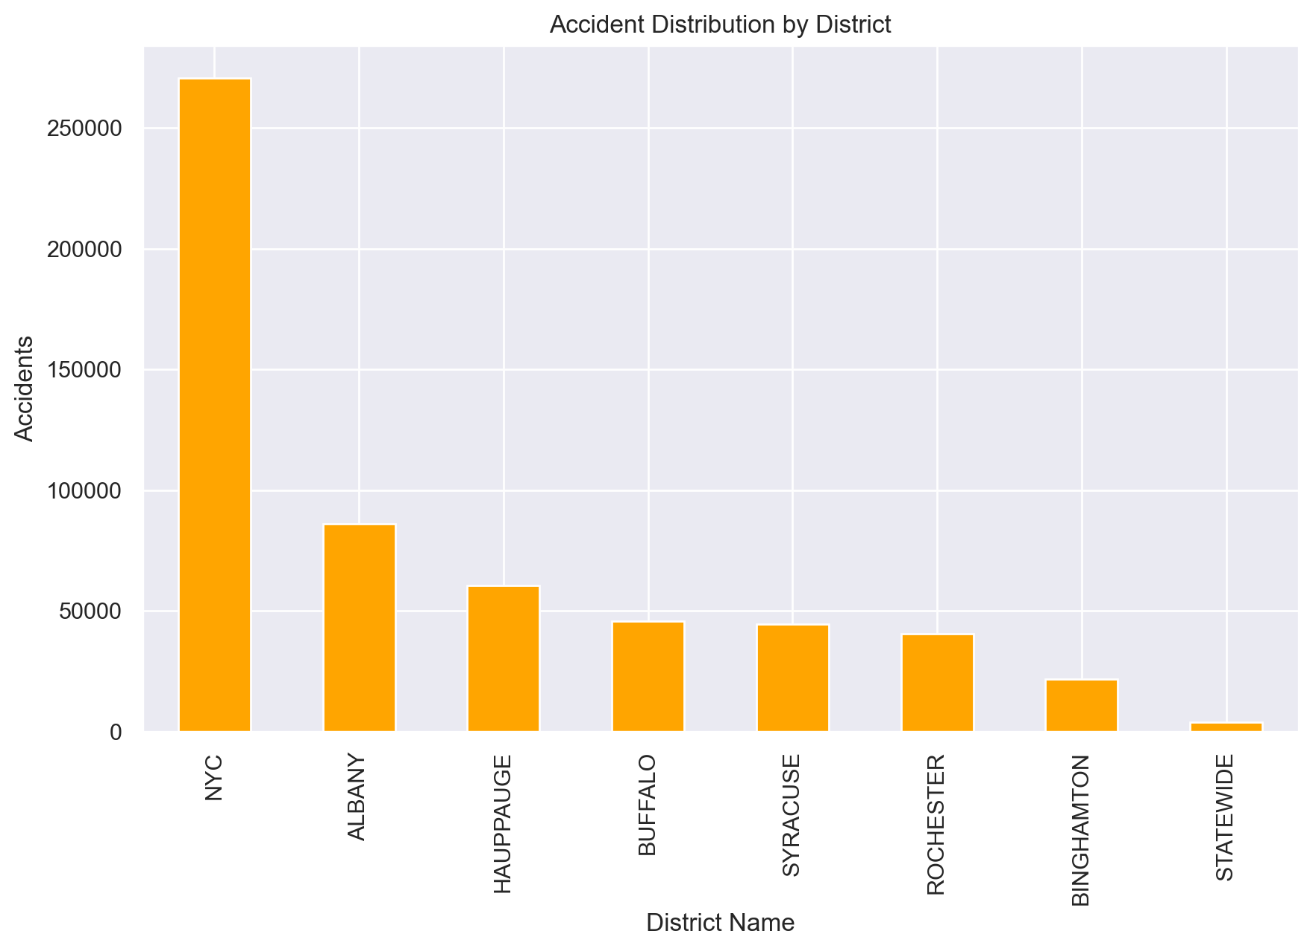 Accident Distribution by District
Accidents
250000
200000
150000
100000
50000
0
NYC
ALBANY
HAUPPAUGE
BUFFALO
SYRACUSE
ROCHESTER
BINGHAMTON
STATEWIDE
District Name